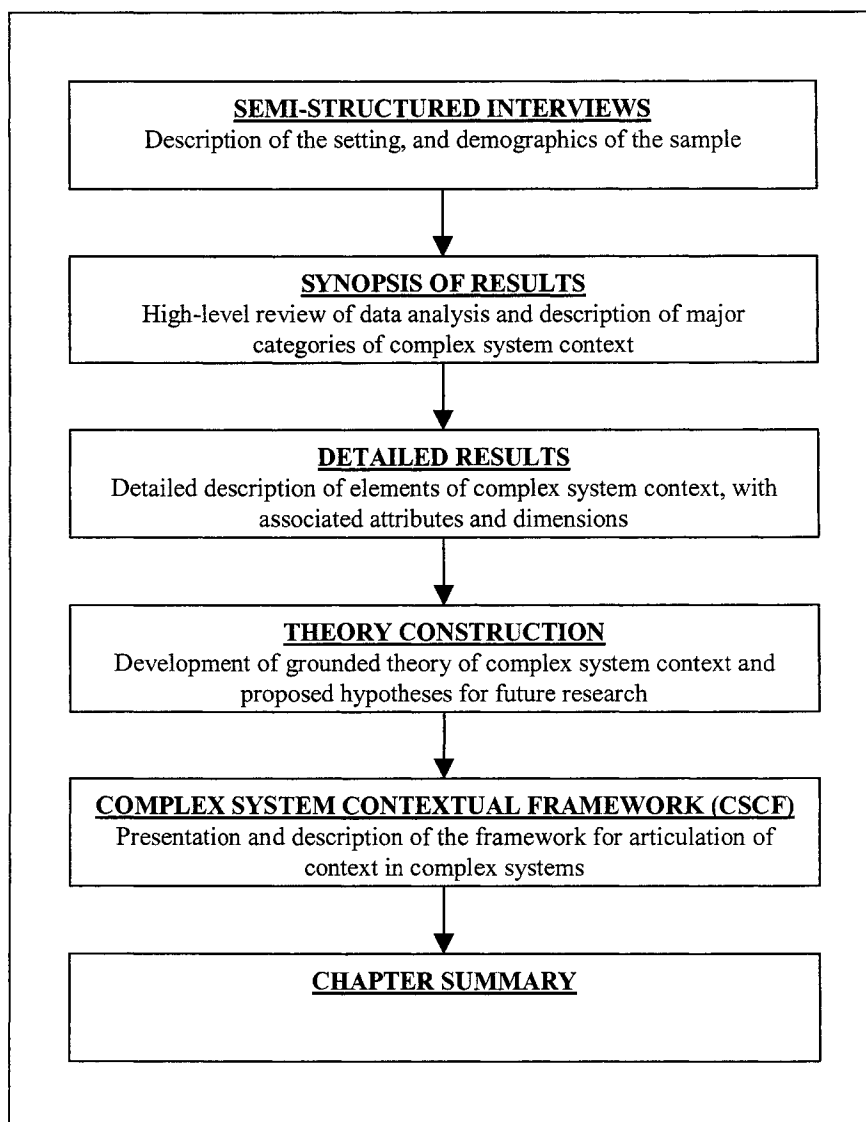 SEMI-STRUCTURED INTERVIEWS
Description of the setting, and demographics of the sample
SYNOPSIS OF RESULTS
High-level review of data analysis and description of major
categories of complex system context
DETAILED RESULTS
Detailed description of elements of complex system context, with
associated attributes and dimensions
THEORY CONSTRUCTION
Development of grounded theory of complex system context and
proposed hypotheses for future research
COMPLEX SYSTEM CONTEXTUAL FRAMEWORK (CSCF)
Presentation and description of the framework for articulation of
context in complex systems
CHAPTER SUMMARY